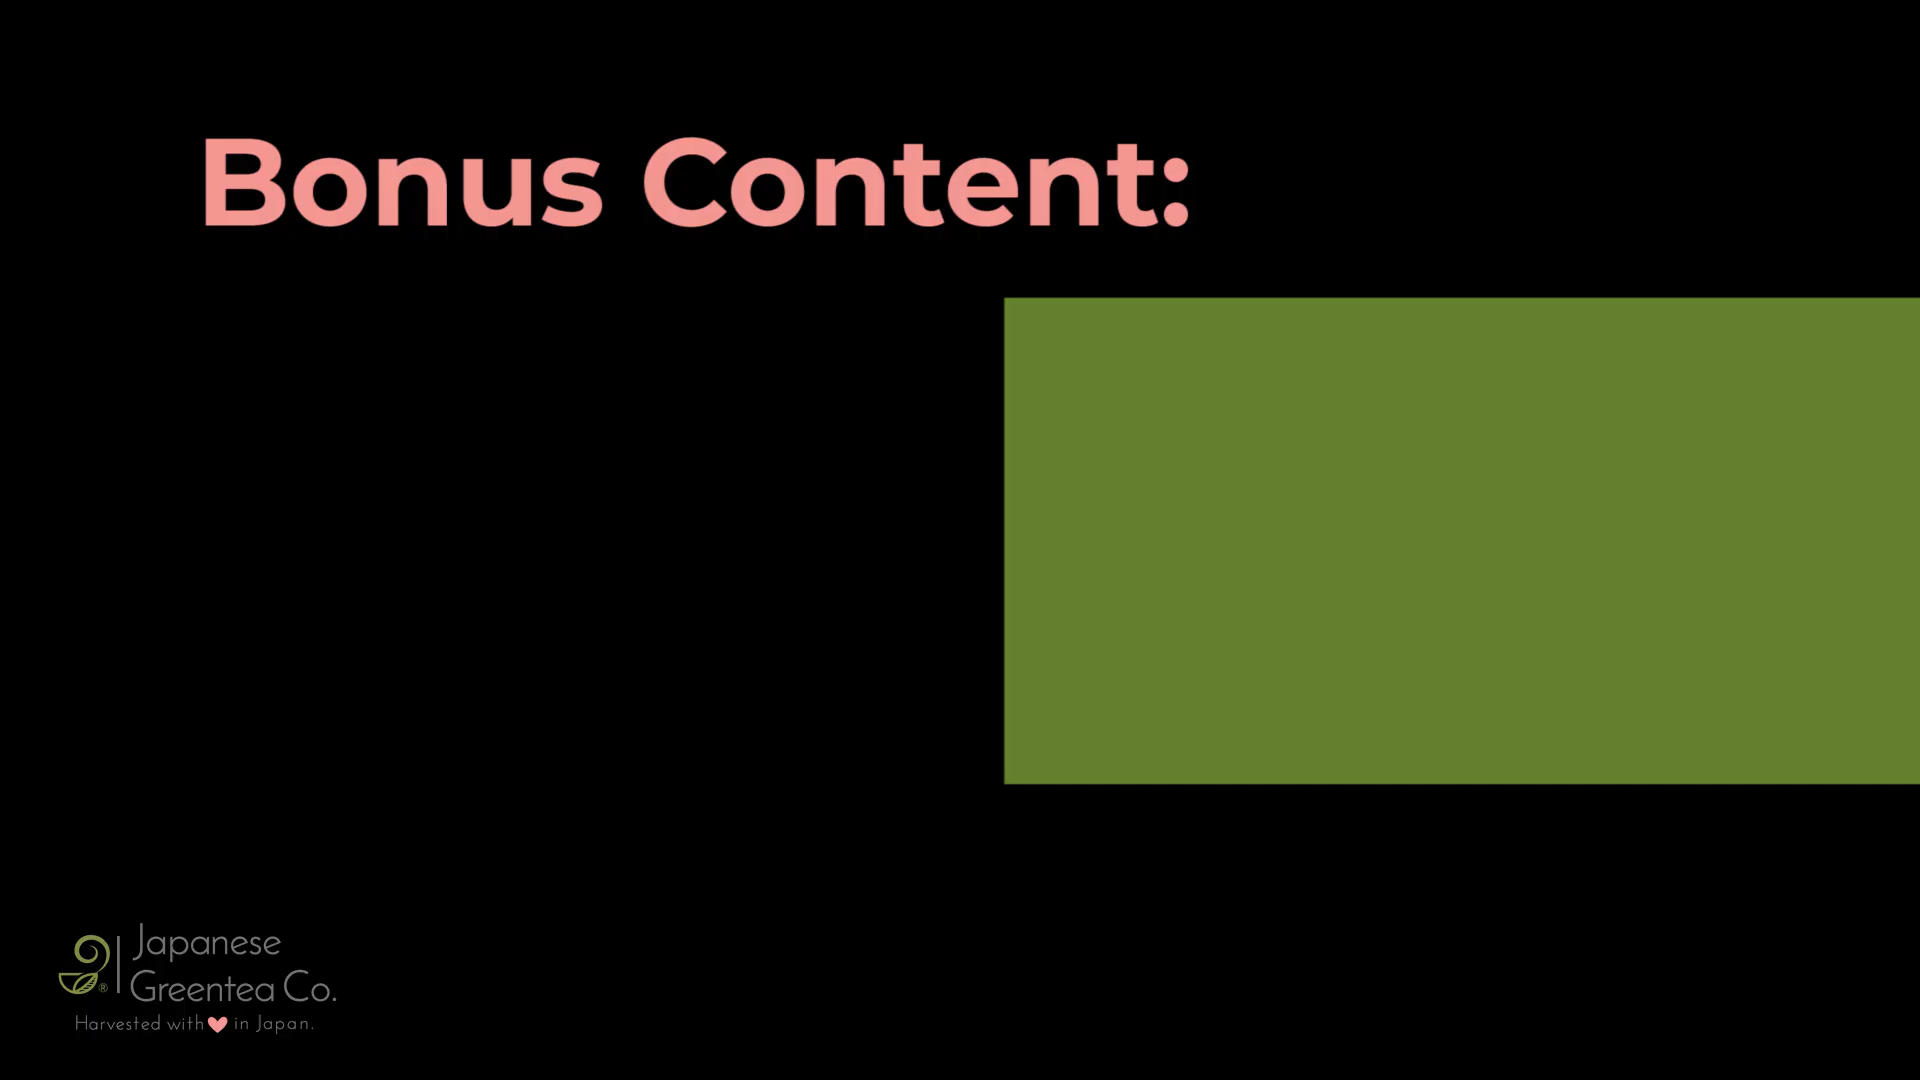 Bonus Content:
Japanese
Greentea Co.
®
Harvested with ❤ in Japan.